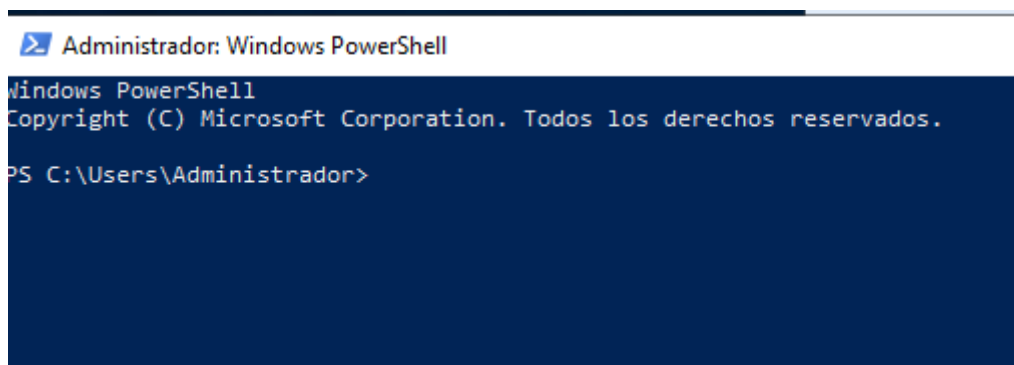 Administrador: Windows PowerShell
Windows PowerShell
Copyright (C) Microsoft Corporation. Todos los derechos reservados.
PS C:\Users\Administrador>